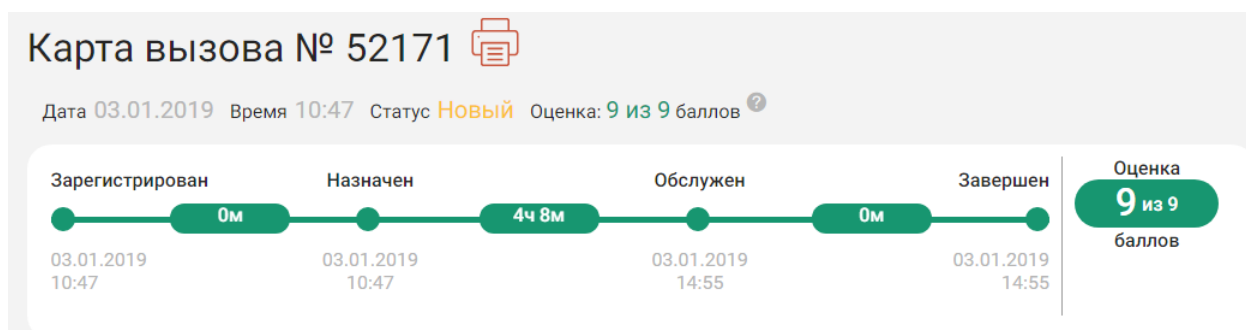 Карта вызова № 52171
Дата 03.01.2019 Время 10:47 Статус Новый Оценка: 9 из 9 баллов ?
Зарегистрирован Назначен Обслужен Завершен Оценка
0м 4ч 8м 0м 9 из 9
баллов
03.01.2019 03.01.2019 03.01.2019 03.01.2019
10:47 10:47 14:55 14:55